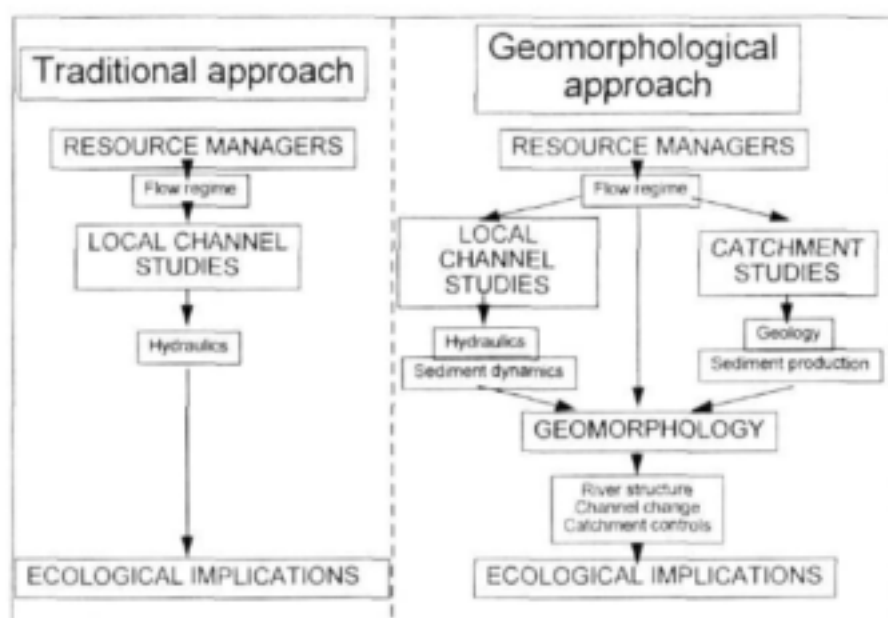 Traditional approach
RESOURCE MANAGERS
Flow regime
LOCAL CHANNEL
STUDIES
Hydraulics
ECOLOGICAL IMPLICATIONS
Geomorphological
approach
RESOURCE MANAGERS
Flow regime
LOCAL
CHANNEL
STUDIES
CATCHMENT
STUDIES
Hydraulics
Sediment dynamics
Geology
Sediment production
GEOMORPHOLOGY
River structure
Channel change
Catchment controls
ECOLOGICAL IMPLICATIONS